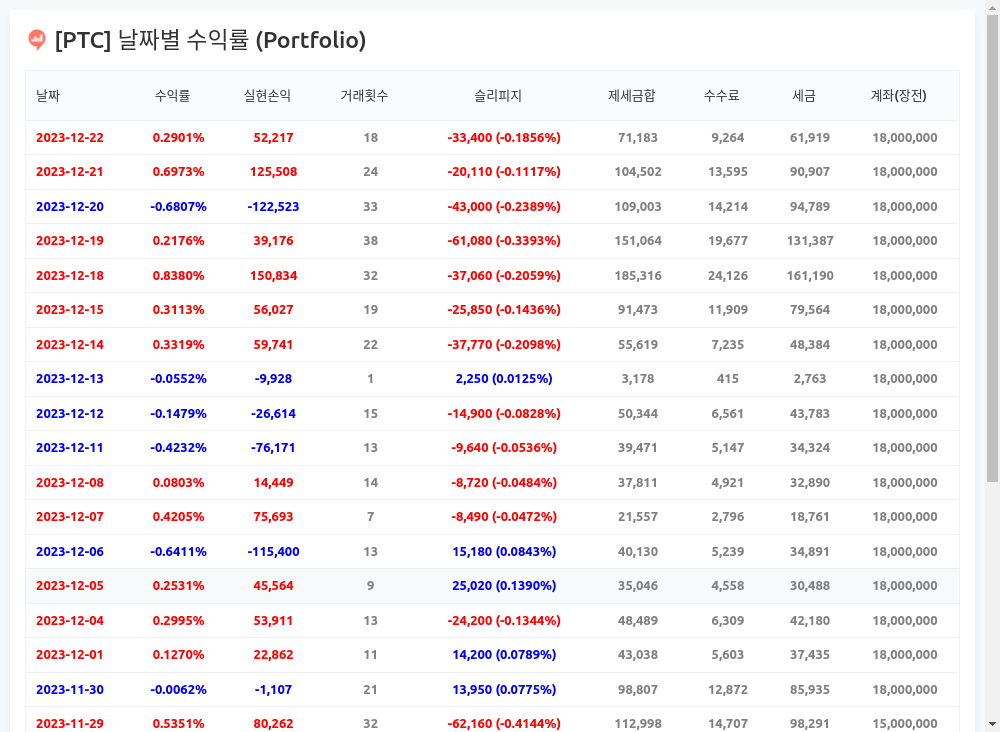 [PTC] 날짜별 수익률 (Portfolio)
날짜 수익률 실현손익 거래횟수 슬리피지 제세금합 수수료 세금 계좌(장전)
2023-12-22 0.2901% 52,217 18 -33,400 (-0.1856%) 71,183 9,264 61,919 18,000,000
2023-12-21 0.6973% 125,508 24 -20,110 (-0.1117%) 104,502 13,595 90,907 18,000,000
2023-12-20 -0.6807% -122,523 33 -43,000 (-0.2389%) 109,003 14,214 94,789 18,000,000
2023-12-19 0.2176% 39,176 38 -61,080 (-0.3393%) 151,064 19,677 131,387 18,000,000
2023-12-18 0.8380% 150,834 32 -37,060 (-0.2059%) 185,316 24,126 161,190 18,000,000
2023-12-15 0.3113% 56,027 19 -25,850 (-0.1436%) 91,473 11,909 79,564 18,000,000
2023-12-14 0.3319% 59,741 22 -37,770 (-0.2098%) 55,619 7,235 48,384 18,000,000
2023-12-13 -0.0552% -9,928 1 2,250 (0.0125%) 3,178 415 2,763 18,000,000
2023-12-12 -0.1479% -26,614 15 -14,900 (-0.0828%) 50,344 6,561 43,783 18,000,000
2023-12-11 -0.4232% -76,171 13 -9,640 (-0.0536%) 39,471 5,147 34,324 18,000,000
2023-12-08 0.0803% 14,449 14 -8,720 (-0.0484%) 37,811 4,921 32,890 18,000,000
2023-12-07 0.4205% 75,693 7 -8,490 (-0.0472%) 21,557 2,796 18,761 18,000,000
2023-12-06 -0.6411% -115,400 13 15,180 (0.0843%) 40,130 5,239 34,891 18,000,000
2023-12-05 0.2531% 45,564 9 25,020 (0.1390%) 35,046 4,558 30,488 18,000,000
2023-12-04 0.2995% 53,911 13 -24,200 (-0.1344%) 48,489 6,309 42,180 18,000,000
2023-12-01 0.1270% 22,862 11 14,200 (0.0789%) 43,038 5,603 37,435 18,000,000
2023-11-30 -0.0062% -1,107 21 13,950 (0.0775%) 98,807 12,872 85,935 18,000,000
2023-11-29 0.5351% 80,262 32 -62,160 (-0.4144%) 112,998 14,707 98,291 15,000,000